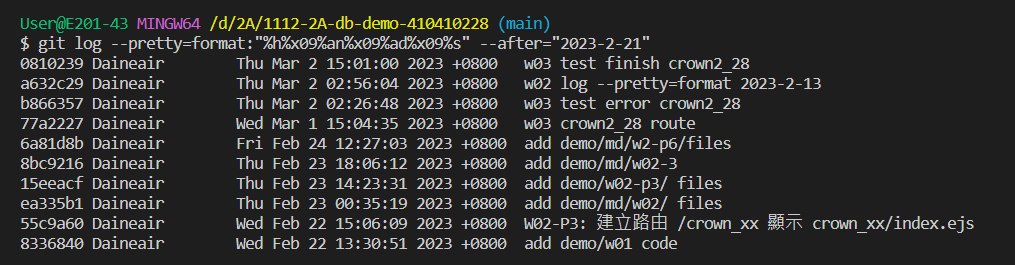 User@E201-43 MINGW64 /d/2A/1112-2A-db-demo-410410228 (main)
$ git log --pretty=format:"%h%x09%an%x09%ad%x09%s" --after="2023-2-21"
0810239 Daineair        Thu Mar 2 15:01:00 2023 +0800   w03 test finish crown2_28
a632c29 Daineair        Thu Mar 2 02:56:04 2023 +0800   w02 log --pretty=format 2023-2-13
b866357 Daineair        Thu Mar 2 02:26:48 2023 +0800   w03 test error crown2_28
77a2227 Daineair        Wed Mar 1 15:04:35 2023 +0800   w03 crown2_28 route
6a81d8b Daineair        Fri Feb 24 12:27:03 2023 +0800  add demo/md/w2-p6/files
8bc9216 Daineair        Thu Feb 23 18:06:12 2023 +0800  add demo/md/w02-3
15eeacf Daineair        Thu Feb 23 14:23:31 2023 +0800  add demo/w02-p3/ files
ea335b1 Daineair        Thu Feb 23 00:35:19 2023 +0800  add demo/md/w02/ files
55c9a60 Daineair        Wed Feb 22 15:06:09 2023 +0800  W02-P3: 建立路由 /crown_xx 顯示 crown_xx/index.ejs
8336840 Daineair        Wed Feb 22 13:30:51 2023 +0800  add demo/w01 code